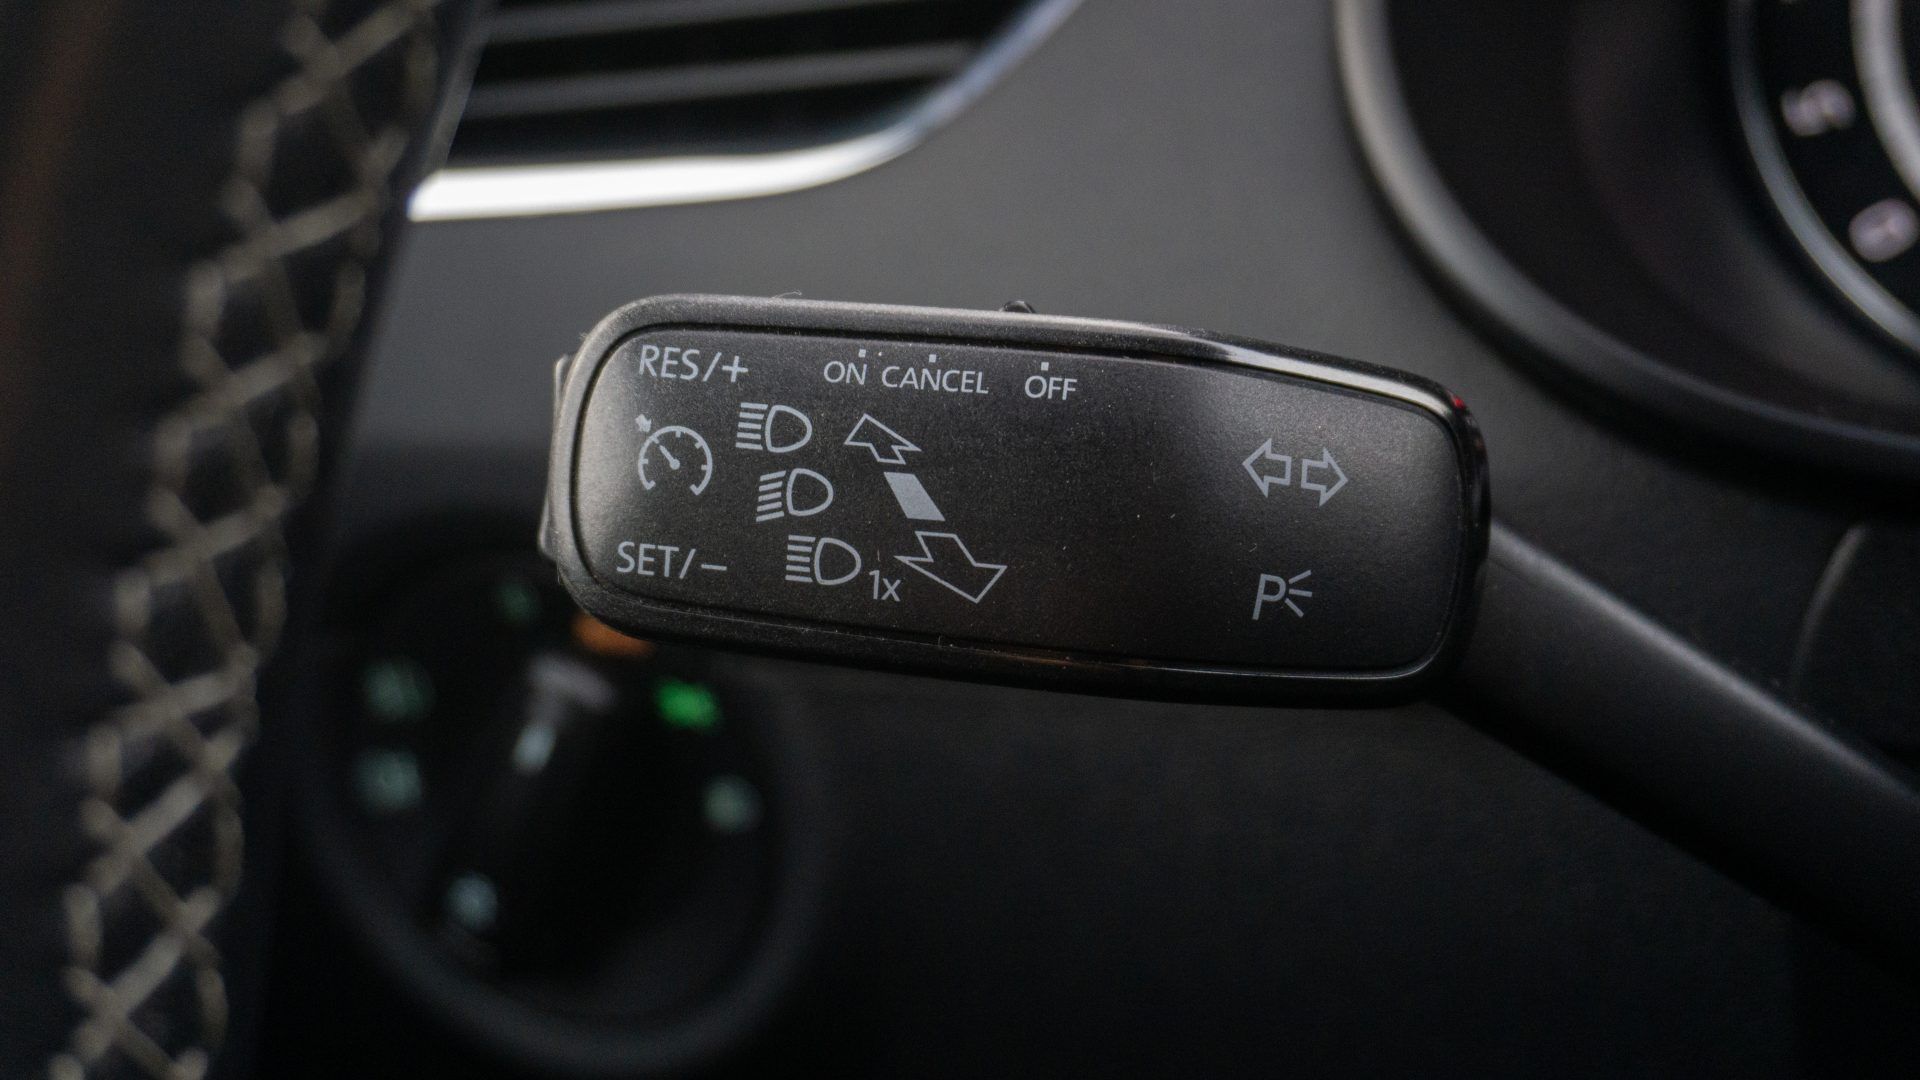 RES/+ ON CANCEL OFF
SET/–
1x
P